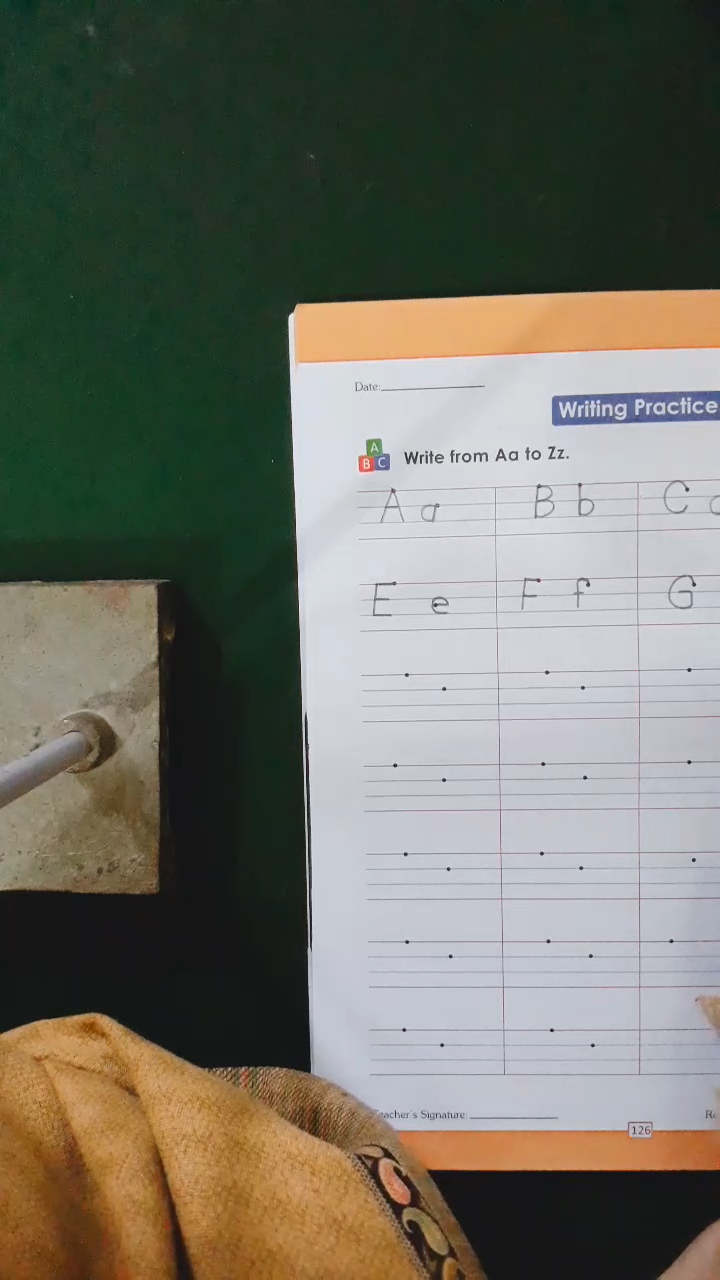 Date:
Writing Practice
A
B C
Write from Aa to Zz.
A a B b C
E e F f G
Teacher's Signature:
126